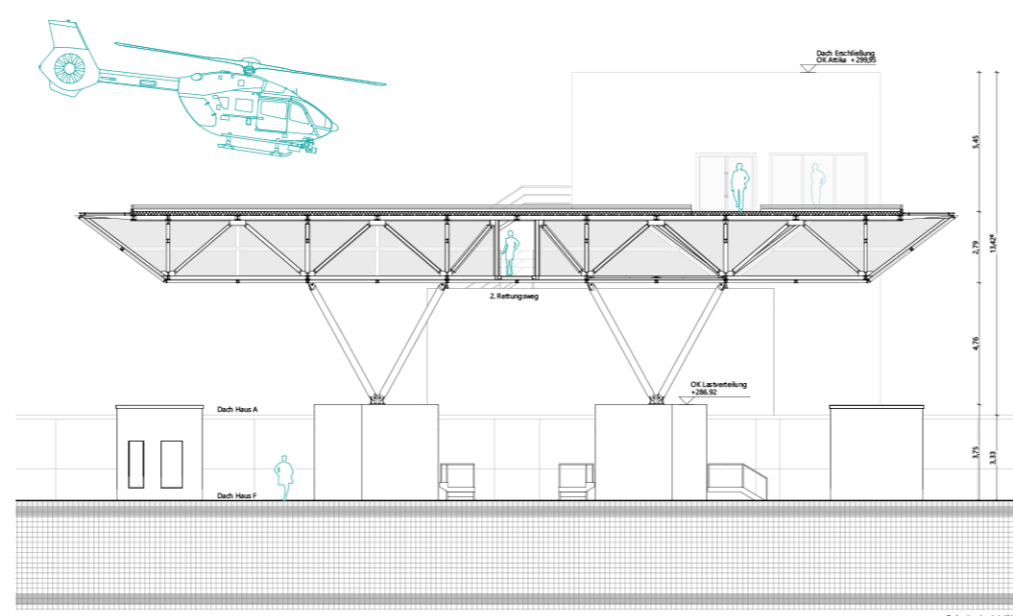 Dach Erschließung
OK Attika +299,95
5,45
2,79
13,42⁸
2. Rettungsweg
4,76
OK Lastverteilung
+286.92
Dach Haus A
3,75
3,33
Dach Haus F